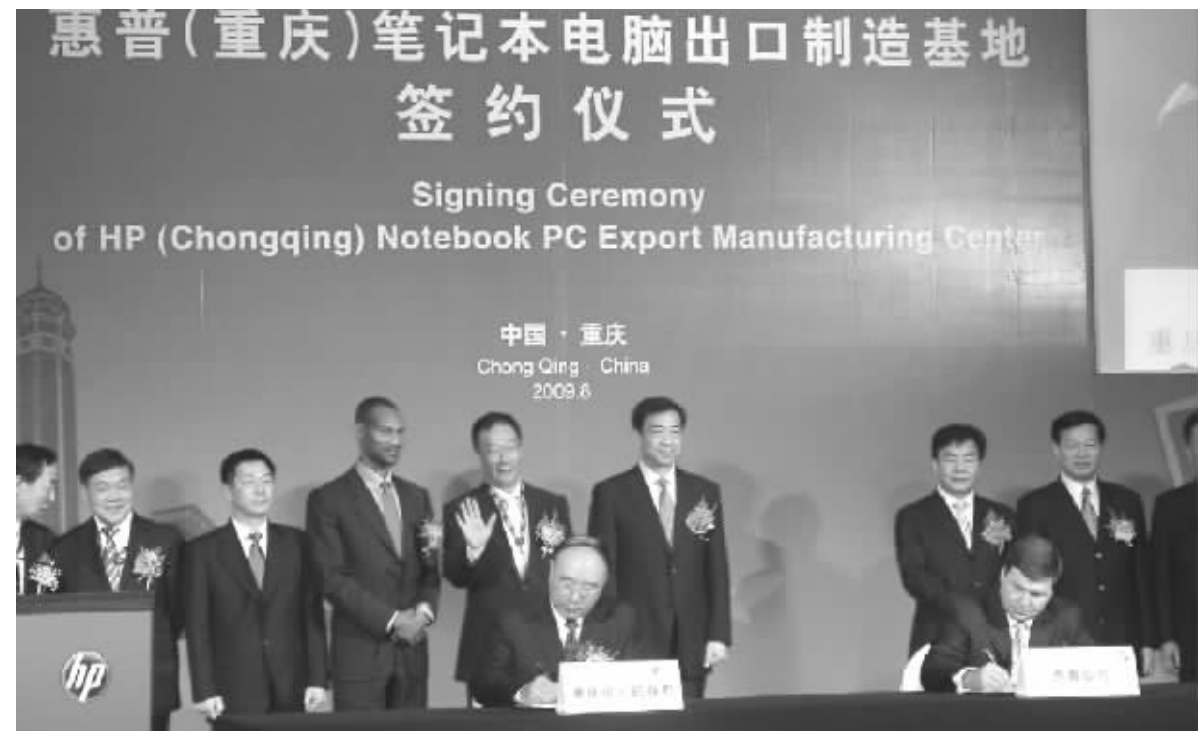 惠普(重庆)笔记本电脑出口制造基地
签约仪式
Signing Ceremony
of HP (Chongqing) Notebook PC Export Manufacturing Center
中国·重庆
Chong Qing · China
2009.8
hp